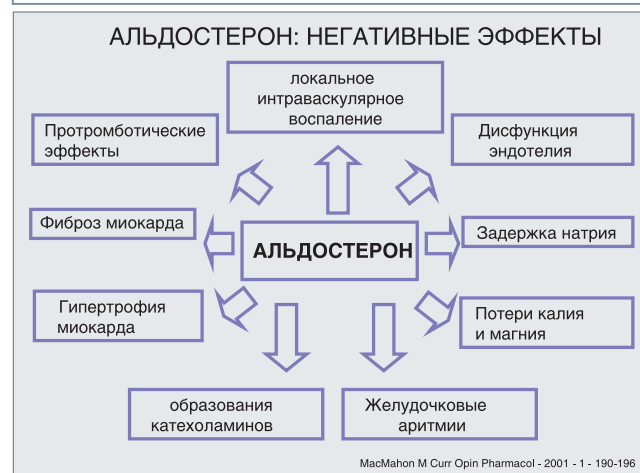 АЛЬДОСТЕРОН: НЕГАТИВНЫЕ ЭФФЕКТЫ
локальное
интраваскулярное
воспаление
Протромботические
эффекты
Дисфункция
эндотелия
Фиброз миокарда
АЛЬДОСТЕРОН
Задержка натрия
Гипертрофия
миокарда
Потери калия
и магния
образования
катехоламинов
Желудочковые
аритмии
MacMahon M Curr Opin Pharmacol - 2001 - 1 - 190-196